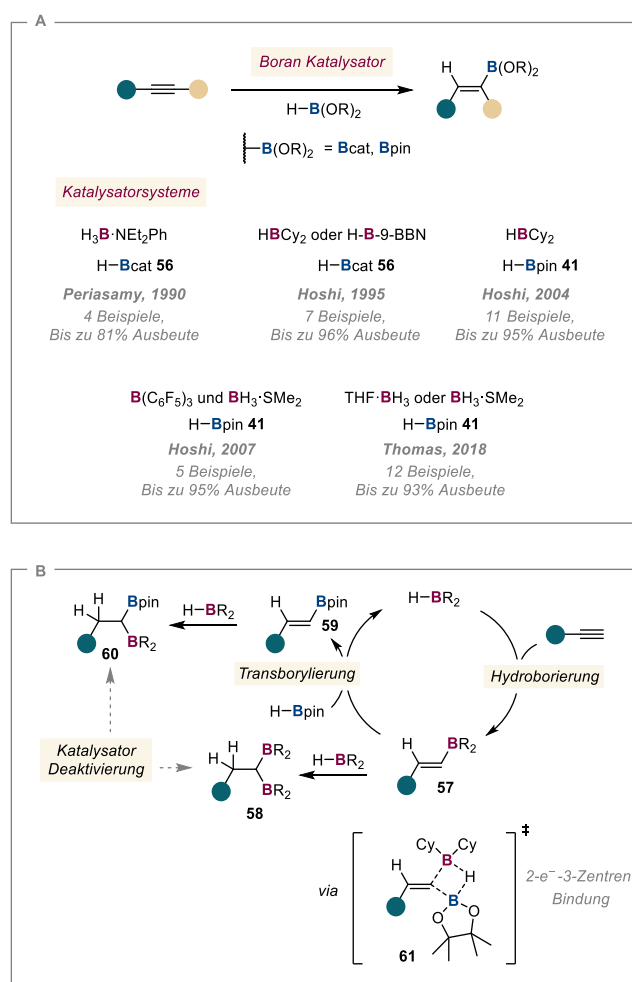 A
Boran Katalysator
H–B(OR)2
H
B(OR)2
B(OR)2 = Bcat, Bpin
Katalysatorsysteme
H3B·NEt2Ph
H–Bcat 56
Periasamy, 1990
4 Beispiele,
Bis zu 81% Ausbeute
HBCy2 oder H-B-9-BBN
H–Bcat 56
Hoshi, 1995
7 Beispiele,
Bis zu 96% Ausbeute
HBCy2
H–Bpin 41
Hoshi, 2004
11 Beispiele,
Bis zu 95% Ausbeute
B(C6F5)3 und BH3·SMe2
H–Bpin 41
Hoshi, 2007
5 Beispiele,
Bis zu 95% Ausbeute
THF·BH3 oder BH3·SMe2
H–Bpin 41
Thomas, 2018
12 Beispiele,
Bis zu 93% Ausbeute
B
H
H
Bpin
BR2
60
H–BR2
H
Bpin
59
H–BR2
Transborylierung
H–Bpin
Hydroborierung
Katalysator
Deaktivierung
H
H
BR2
BR2
58
H–BR2
H
BR2
57
via
Cy
Cy
B
H
H
B
O
O
61
‡
2-e–-3-Zentren
Bindung